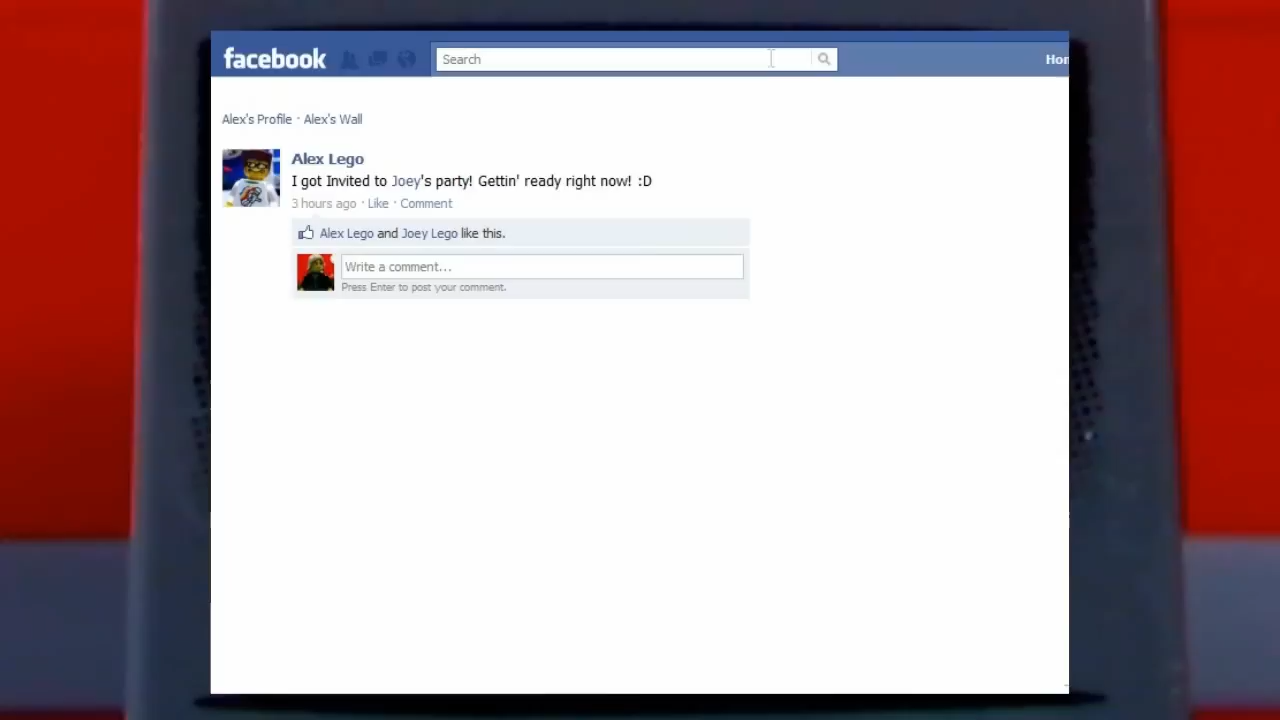 facebook
Search
Hor
Alex's Profile · Alex's Wall
Alex Lego
I got Invited to Joey's party! Gettin' ready right now! :D
3 hours ago · Like · Comment
Alex Lego and Joey Lego like this.
Write a comment...
Press Enter to post your comment.